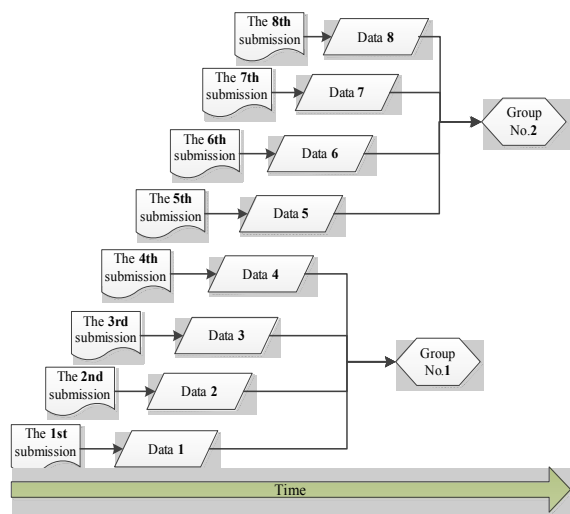 The 8th
submission
Data 8
The 7th
submission
Data 7
Group
No.2
The 6th
submission
Data 6
The 5th
submission
Data 5
The 4th
submission
Data 4
The 3rd
submission
Data 3
Group
No.1
The 2nd
submission
Data 2
The 1st
submission
Data 1
Time